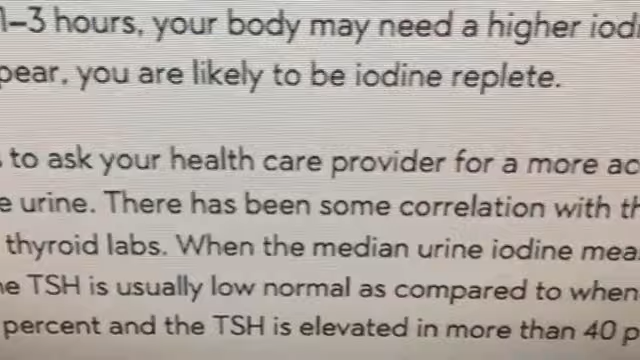 1–3 hours, your body may need a higher iod
pear, you are likely to be iodine replete.
to ask your health care provider for a more ac
e urine. There has been some correlation with th
thyroid labs. When the median urine iodine mea
e TSH is usually low normal as compared to when
percent and the TSH is elevated in more than 40 p